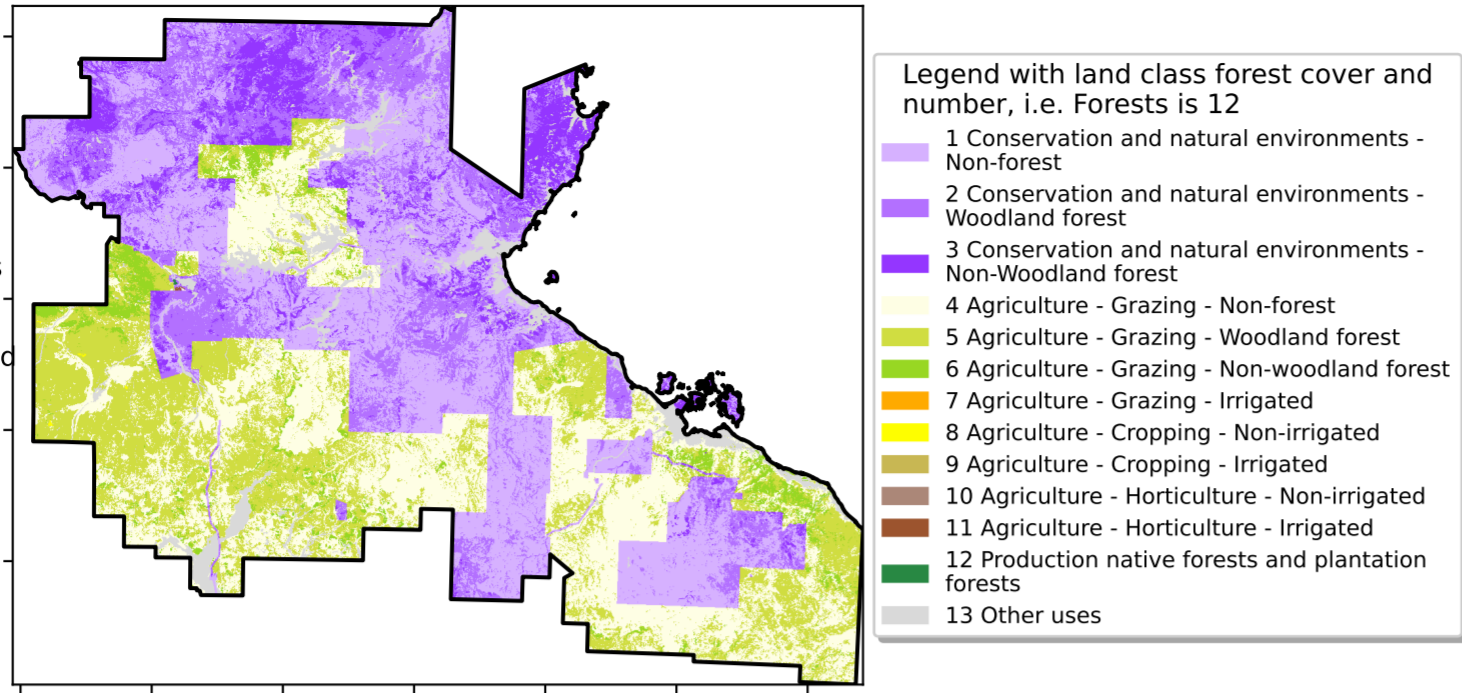 Legend with land class forest cover and
number, i.e. Forests is 12
1 Conservation and natural environments -
Non-forest
2 Conservation and natural environments -
Woodland forest
3 Conservation and natural environments -
Non-Woodland forest
4 Agriculture - Grazing - Non-forest
5 Agriculture - Grazing - Woodland forest
6 Agriculture - Grazing - Non-woodland forest
7 Agriculture - Grazing - Irrigated
8 Agriculture - Cropping - Non-irrigated
9 Agriculture - Cropping - Irrigated
10 Agriculture - Horticulture - Non-irrigated
11 Agriculture - Horticulture - Irrigated
12 Production native forests and plantation
forests
13 Other uses